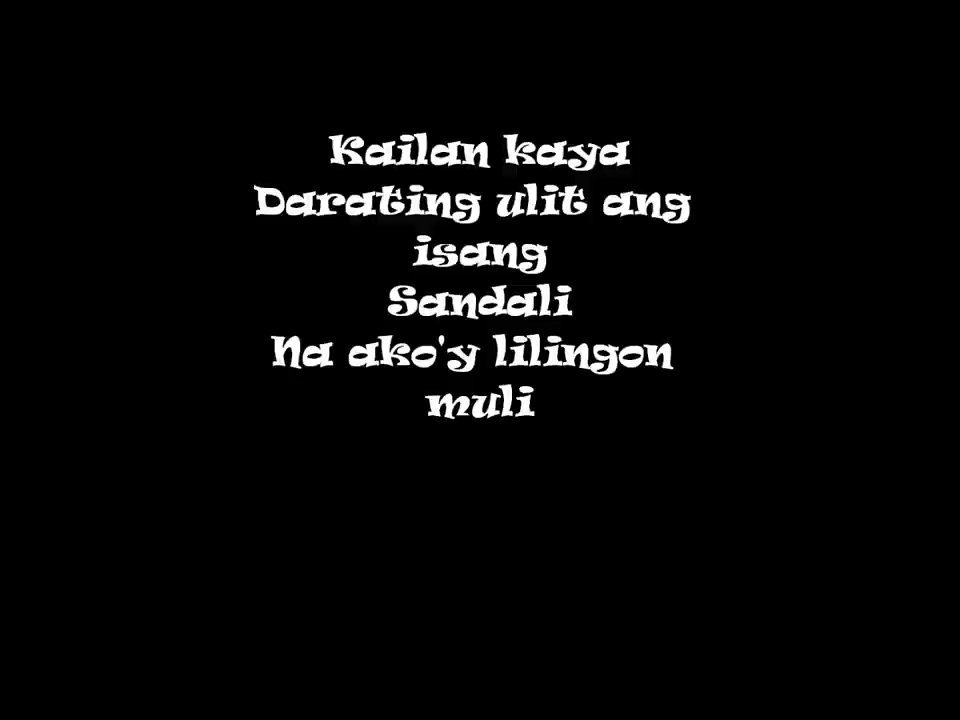 Kailan kaya
Darating ulit ang
isang
Sandali
Na ako'y lilingon
muli